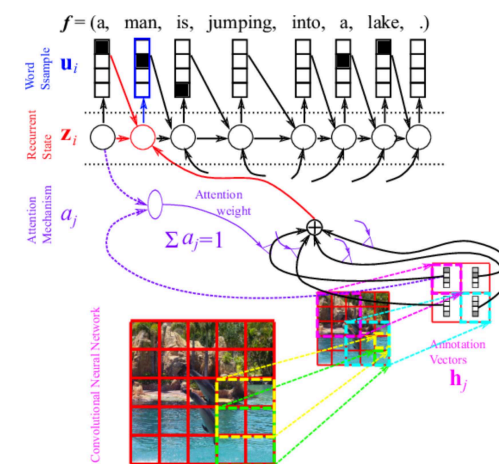 f = (a, man, is, jumping, into, a, lake, .)
Word
Ssample
u_i
Recurrent
State
z_i
Attention
Mechanism
a_j
Attention
weight
Σ a_j=1
Annotation
Vectors
h_j
Convolutional Neural Network